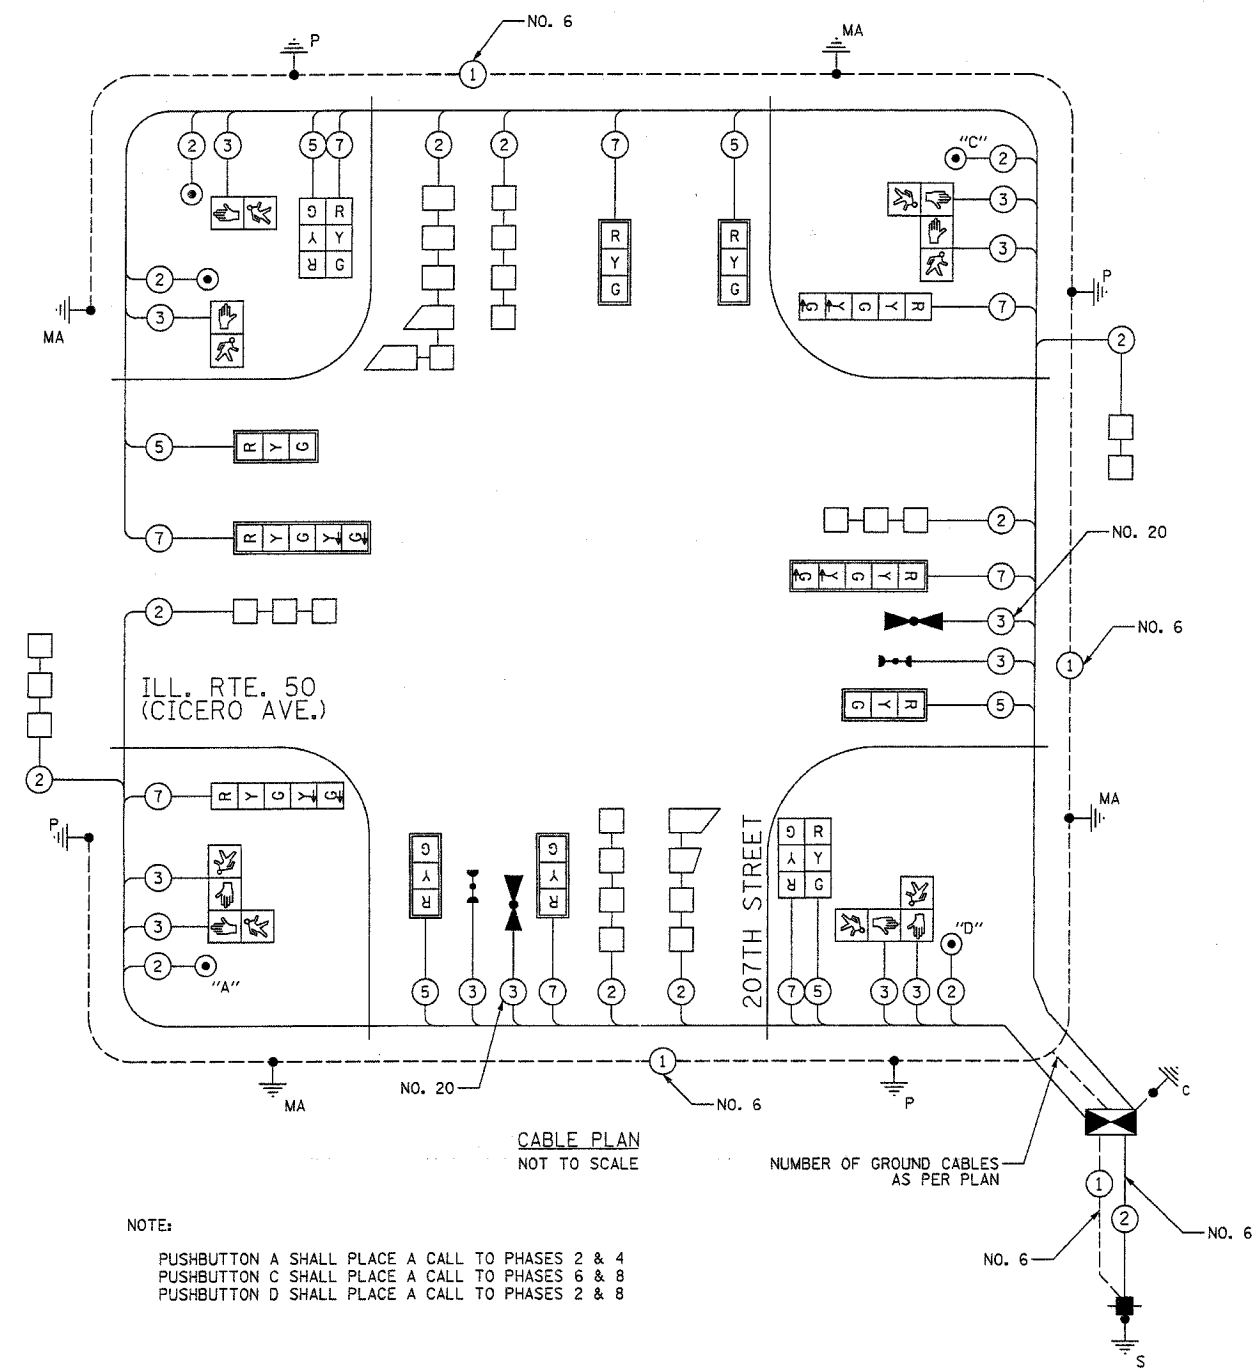 NO. 6
P
MA
1
2
3
5 7
2
2
7
5
"C"
2
3
3
7
2
3
G R
Y Y
R G
R
Y
G
R
Y
G
G Y G Y R
P
MA
2
5
R Y G
7
R Y G Y G
2
NO. 20
2
G Y G Y R
7
3
3
G Y R
5
1
NO. 6
ILL. RTE. 50
(CICERO AVE.)
2
2
7
R Y G Y G
P
MA
3
3
2
"A"
G
Y
R
G
Y
R
207TH STREET
G R
Y Y
R G
"D"
5
3
3
7
2
2
7
5
3
3
2
NO. 20
1
MA
NO. 6
P
C
CABLE PLAN
NOT TO SCALE
NUMBER OF GROUND CABLES
AS PER PLAN
1
2
NO. 6
NO. 6
S
NOTE:
PUSHBUTTON A SHALL PLACE A CALL TO PHASES 2 & 4
PUSHBUTTON C SHALL PLACE A CALL TO PHASES 6 & 8
PUSHBUTTON D SHALL PLACE A CALL TO PHASES 2 & 8